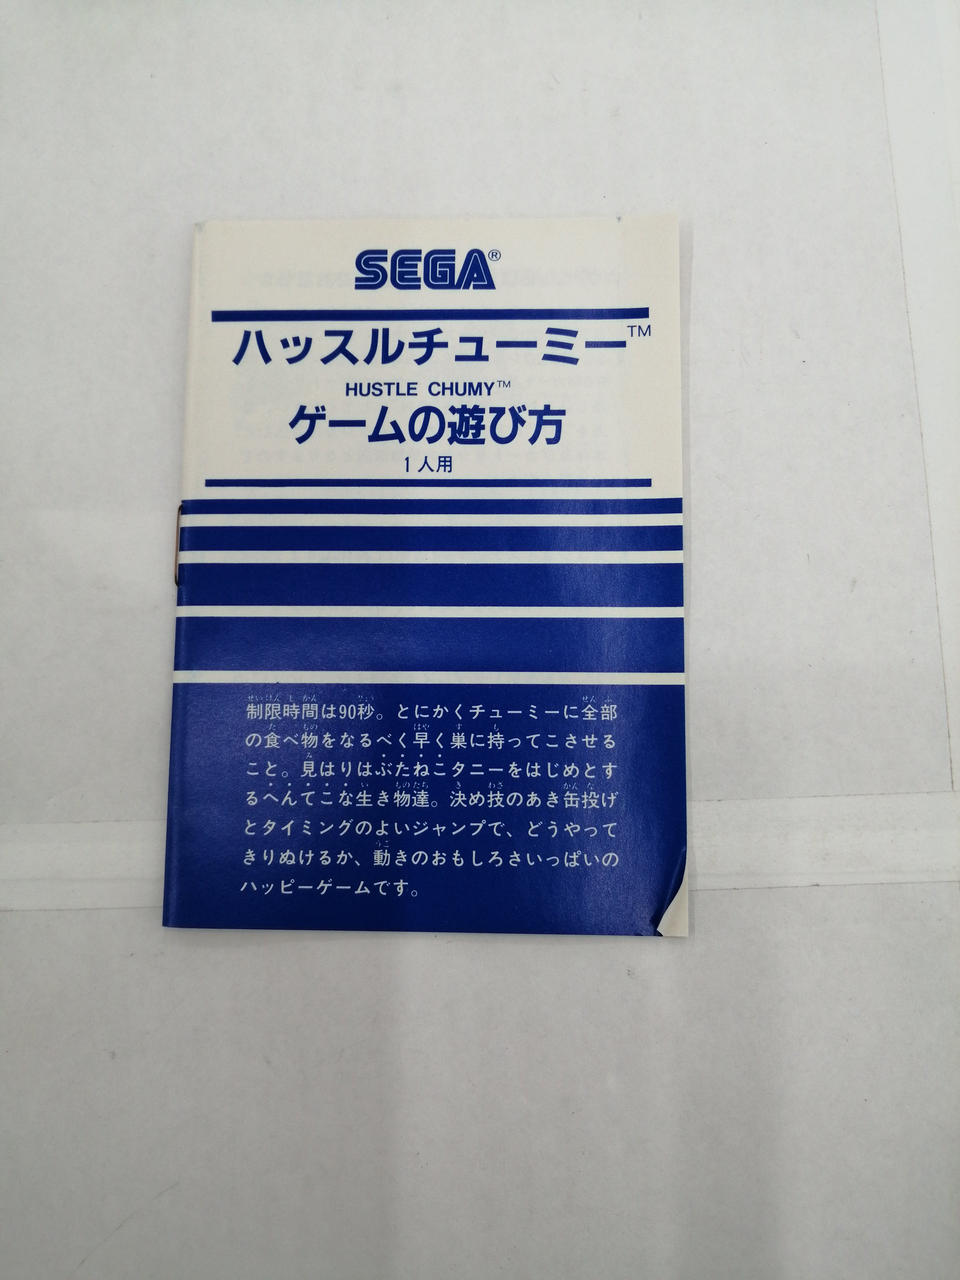 SEGA®
ハッスルチューミー™
HUSTLE CHUMY™
ゲームの遊び方
1人用
制限時間は90秒。とにかくチューミーに全部
の食べ物をなるべく早く巣に持ってこさせる
こと。見はりはぶたねこタニーをはじめとす
るへんてこな生き物達。決め技のあき缶投げ
とタイミングのよいジャンプで、どうやって
きりぬけるか、動きのおもしろさいっぱいの
ハッピーゲームです。